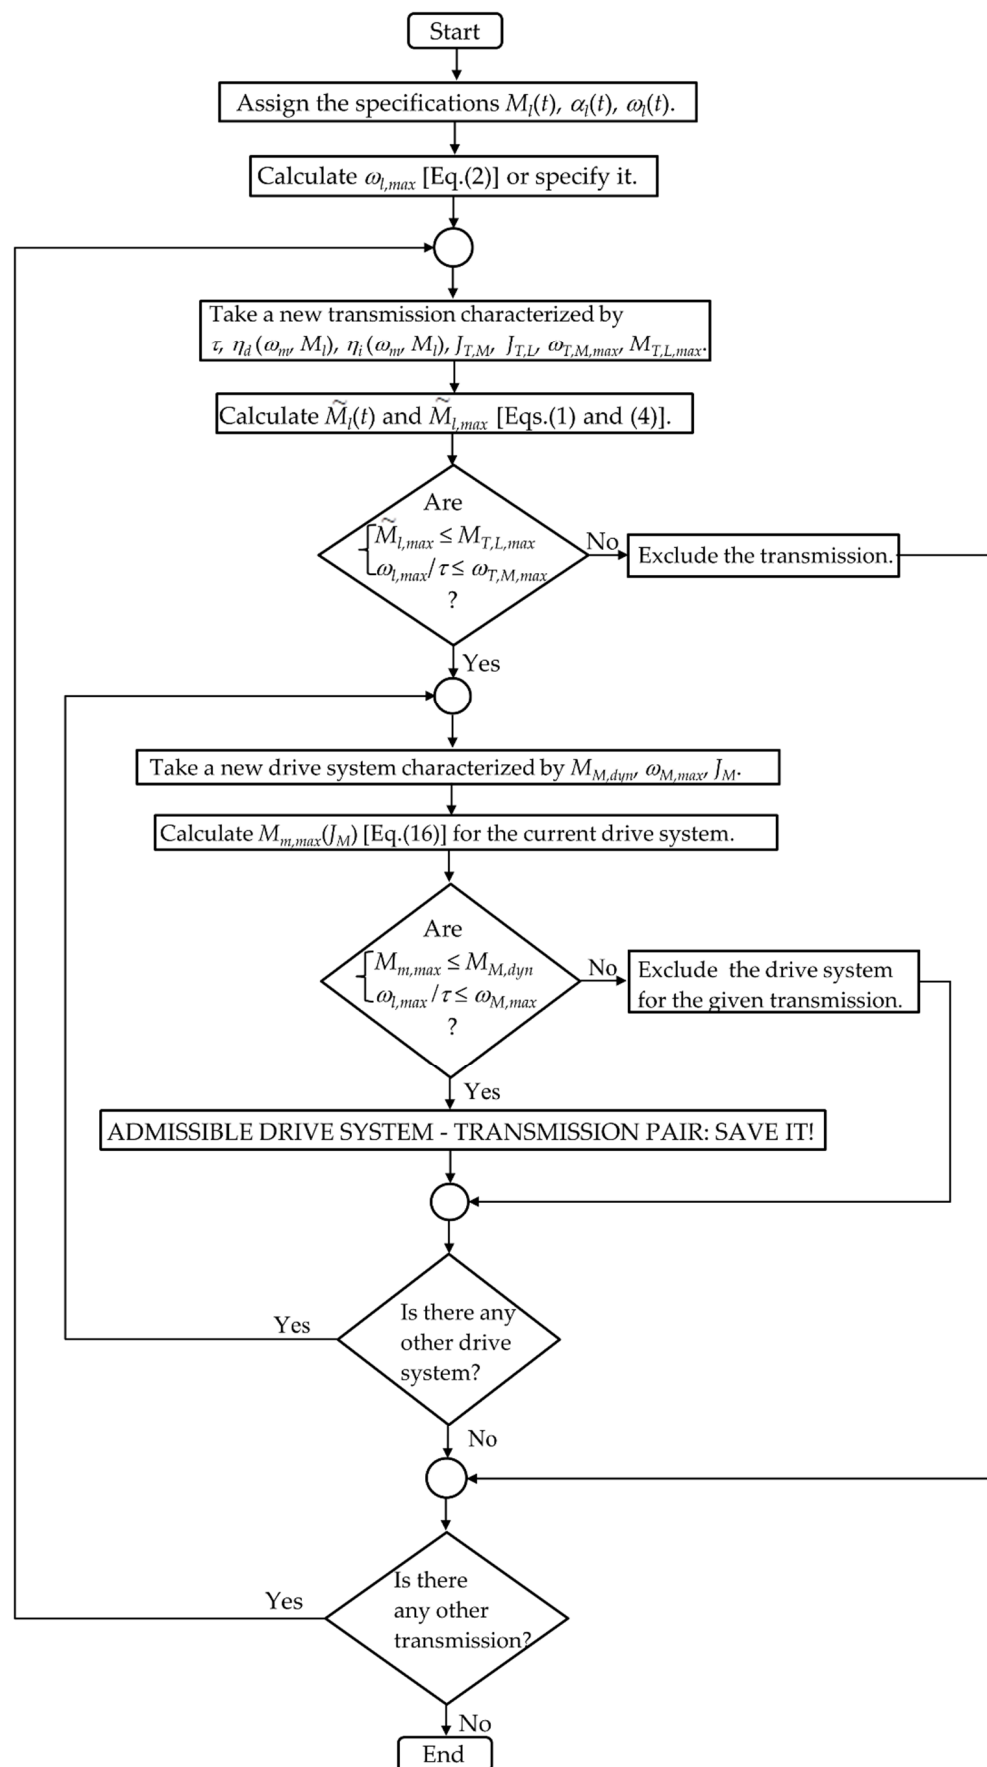 Start
Assign the specifications M_l(t), α_l(t), ω_l(t).
Calculate ω_l,max [Eq.(2)] or specify it.
Take a new transmission characterized by
τ, η_d (ω_m, M_l), η_i (ω_m, M_l), J_T,M, J_T,L, ω_T,M,max, M_T,L,max.
Calculate M̃_l(t) and M̃_l,max [Eqs.(1) and (4)].
Are
M̃_l,max ≤ M_T,L,max
ω_l,max/τ ≤ ω_T,M,max
?
No
Exclude the transmission.
Yes
Take a new drive system characterized by M_M,dyn, ω_M,max, J_M.
Calculate M_m,max(J_M) [Eq.(16)] for the current drive system.
Are
M_m,max ≤ M_M,dyn
ω_l,max/τ ≤ ω_M,max
?
No
Exclude the drive system
for the given transmission.
Yes
ADMISSIBLE DRIVE SYSTEM - TRANSMISSION PAIR: SAVE IT!
Is there any
other drive
system?
Yes
No
Is there
any other
transmission?
Yes
No
End